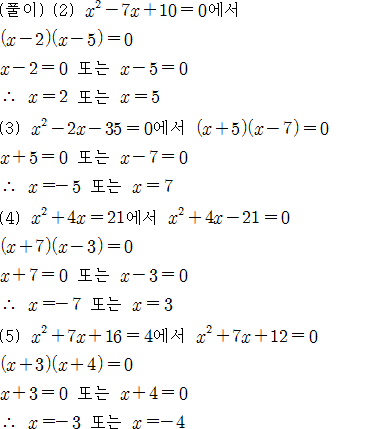 (풀이) (2) x²-7x+10=0에서
(x-2)(x-5)=0
x-2=0 또는 x-5=0
∴ x=2 또는 x=5
(3) x²-2x-35=0에서 (x+5)(x-7)=0
x+5=0 또는 x-7=0
∴ x=-5 또는 x=7
(4) x²+4x=21에서 x²+4x-21=0
(x+7)(x-3)=0
x+7=0 또는 x-3=0
∴ x=-7 또는 x=3
(5) x²+7x+16=4에서 x²+7x+12=0
(x+3)(x+4)=0
x+3=0 또는 x+4=0
∴ x=-3 또는 x=-4